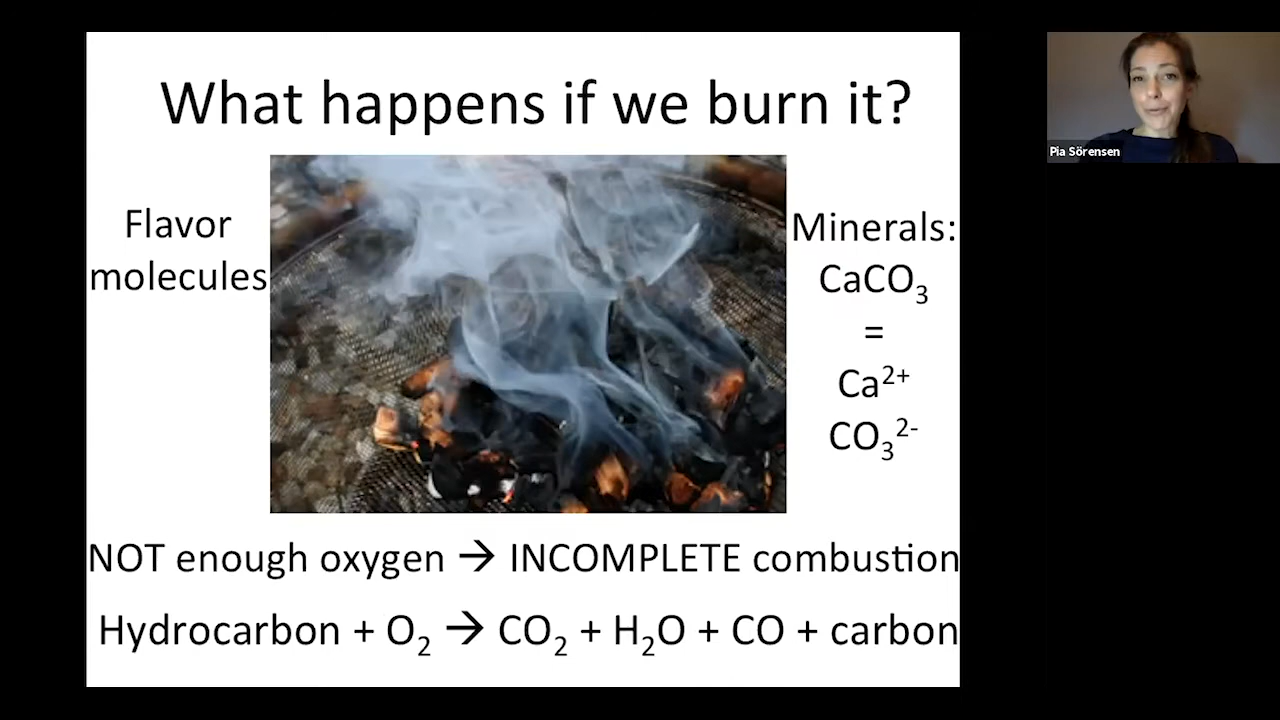 What happens if we burn it?
Flavor
molecules
Minerals:
CaCO₃
=
Ca²⁺
CO₃²⁻
NOT enough oxygen → INCOMPLETE combustion
Hydrocarbon + O₂ → CO₂ + H₂O + CO + carbon
Pia Sörensen